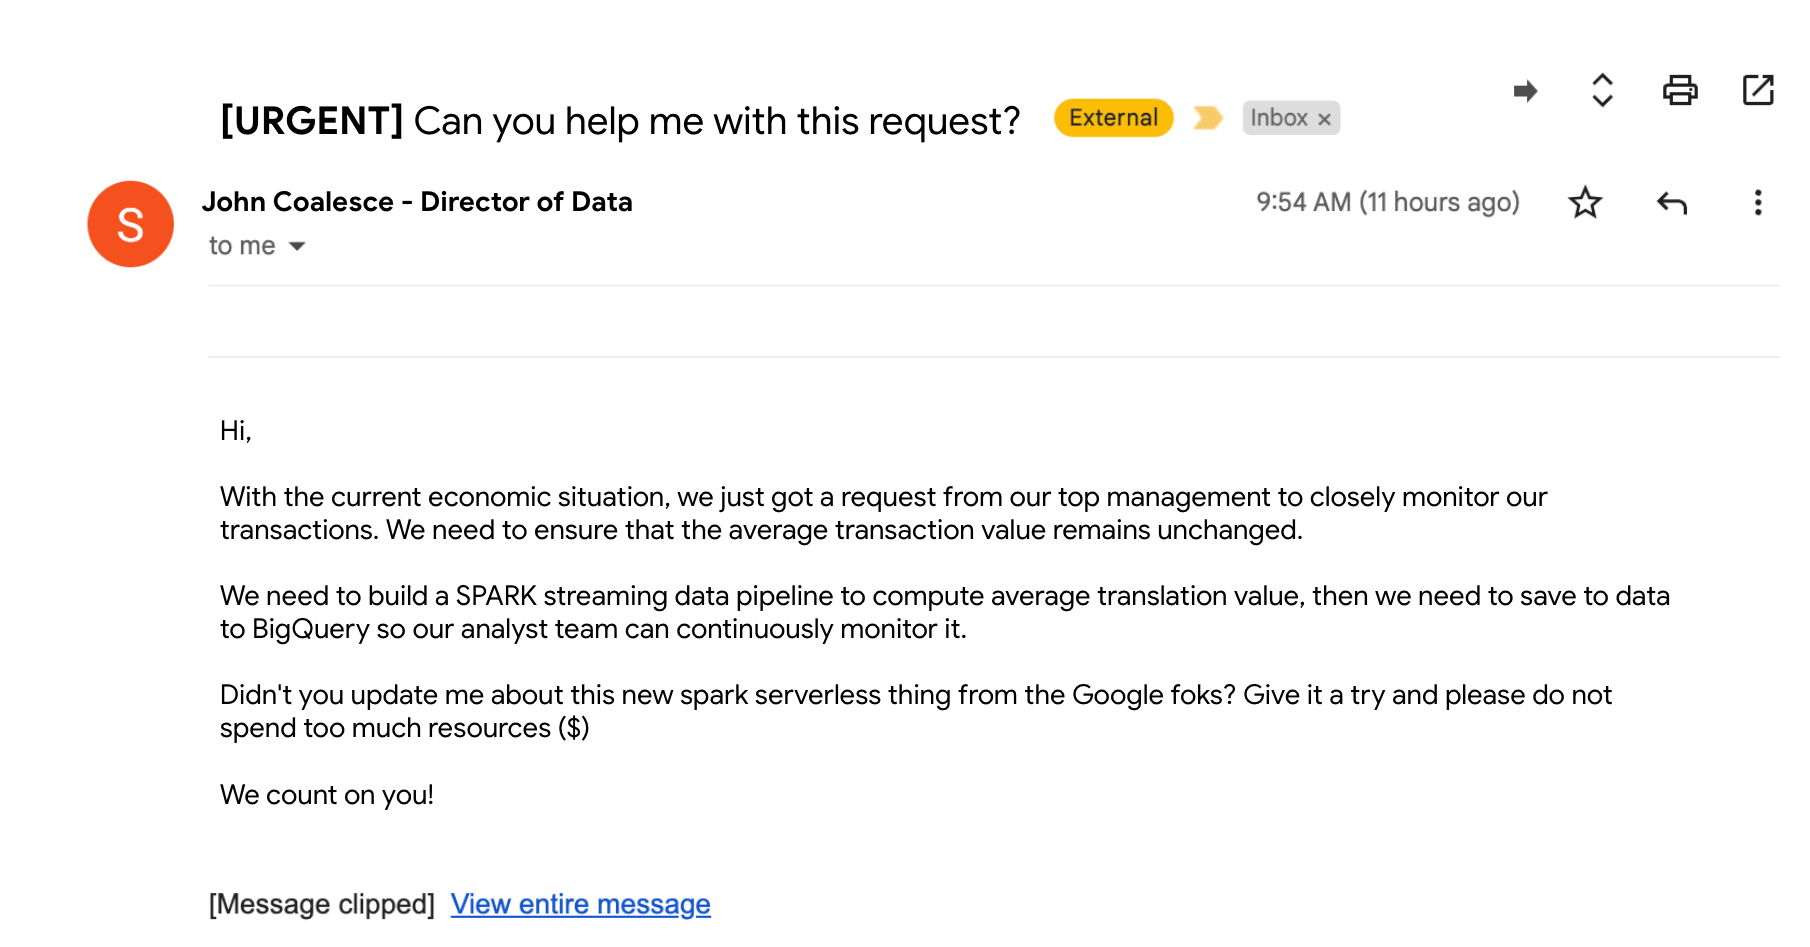 [URGENT] Can you help me with this request? External Inbox ×
S
John Coalesce - Director of Data 9:54 AM (11 hours ago)
to me
Hi,
With the current economic situation, we just got a request from our top management to closely monitor our
transactions. We need to ensure that the average transaction value remains unchanged.
We need to build a SPARK streaming data pipeline to compute average translation value, then we need to save to data
to BigQuery so our analyst team can continuously monitor it.
Didn't you update me about this new spark serverless thing from the Google foks? Give it a try and please do not
spend too much resources ($)
We count on you!
[Message clipped] View entire message